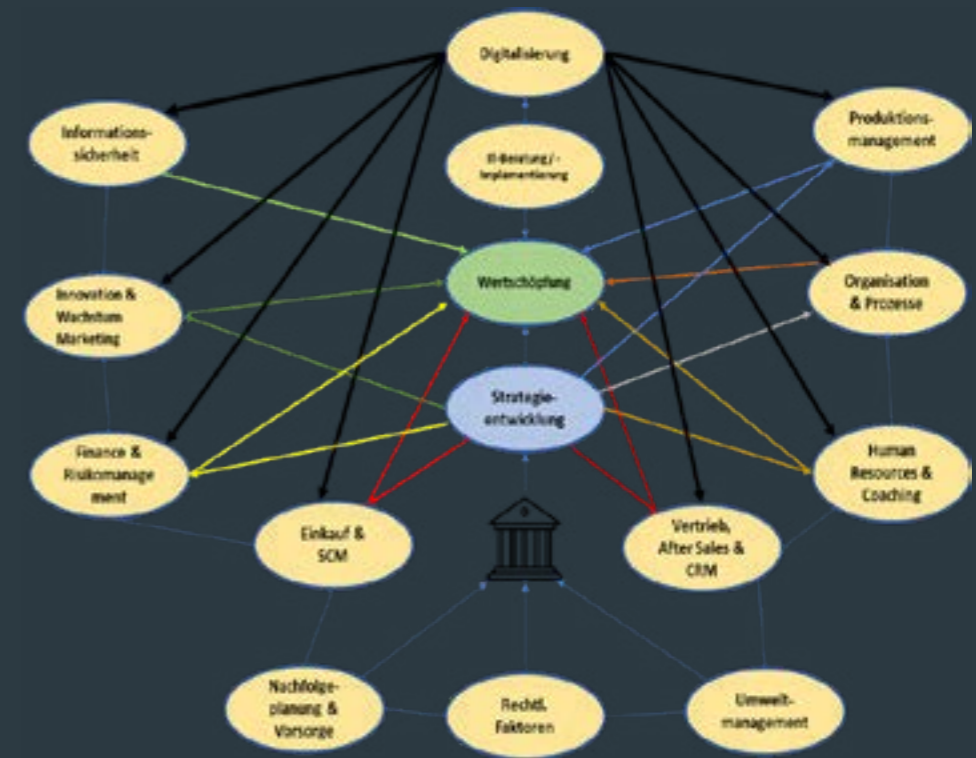 Digitalisierung
Informations-
sicherheit
Produktions-
management
IT-Beratung/-
Implementierung
Wertschöpfung
Innovation &
Wachstum
Marketing
Organisation
& Prozesse
Strategie-
entwicklung
Finance &
Risikomanage
ment
Human
Resources &
Coaching
Einkauf &
SCM
Vertrieb,
After Sales &
CRM
Nachfolge-
planung &
Vorsorge
Rechtl.
Faktoren
Umwelt-
management